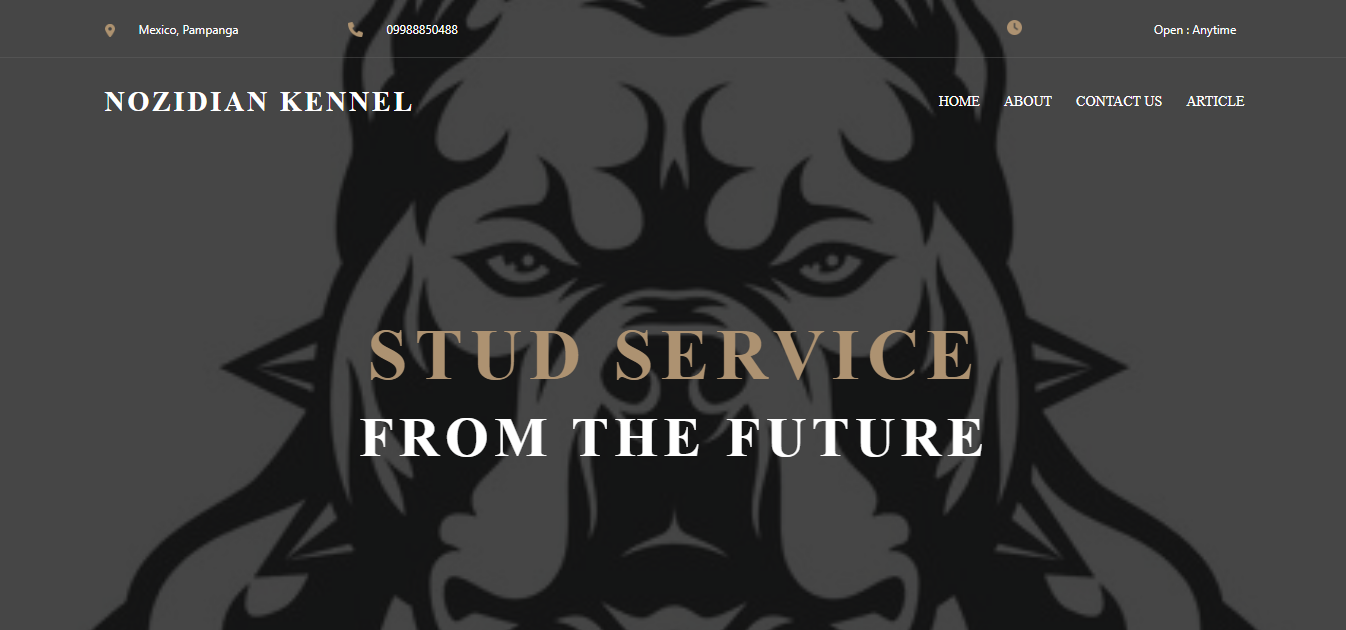 Mexico, Pampanga
09988850488
Open : Anytime
NOZIDIAN KENNEL
HOME ABOUT CONTACT US ARTICLE
STUD SERVICE
FROM THE FUTURE